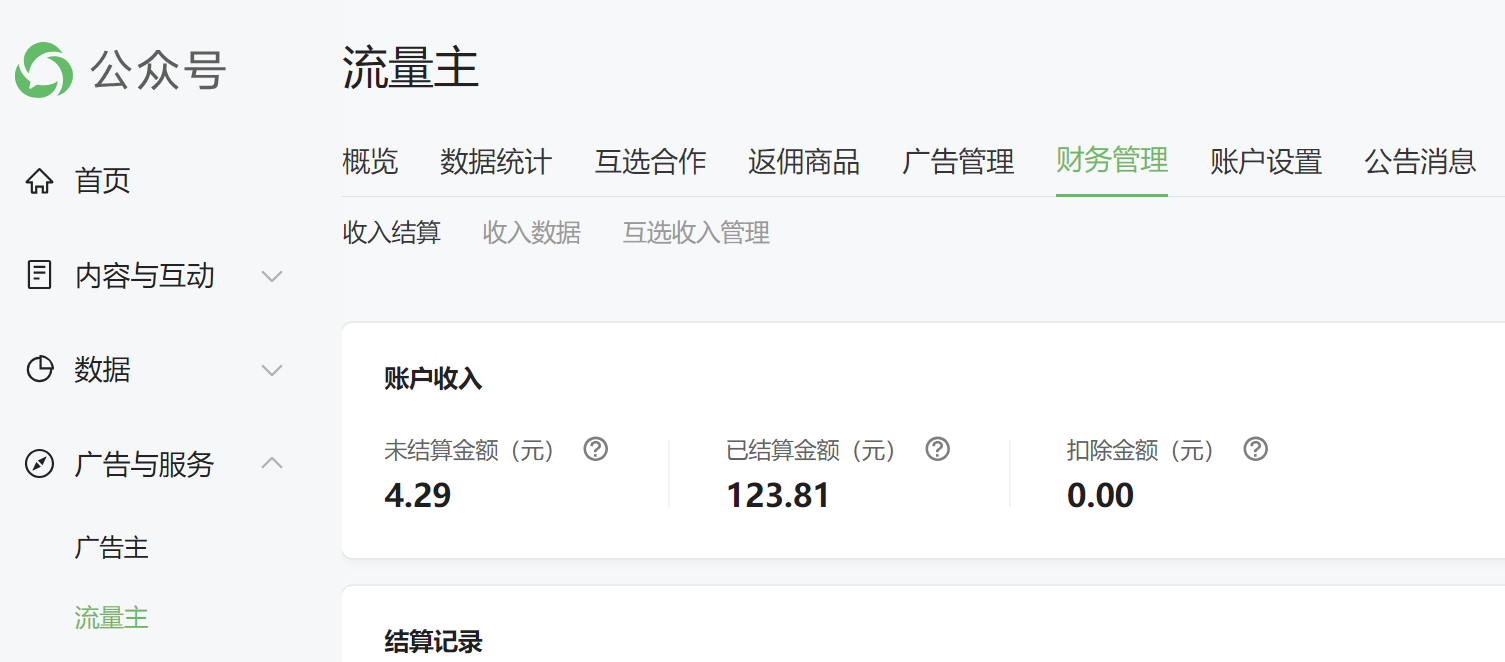 公众号
首页
内容与互动
数据
广告与服务
广告主
流量主
流量主
概览 数据统计 互选合作 返佣商品 广告管理 财务管理 账户设置 公告消息
收入结算 收入数据 互选收入管理
账户收入
未结算金额（元） 已结算金额（元） 扣除金额（元）
4.29 123.81 0.00
结算记录